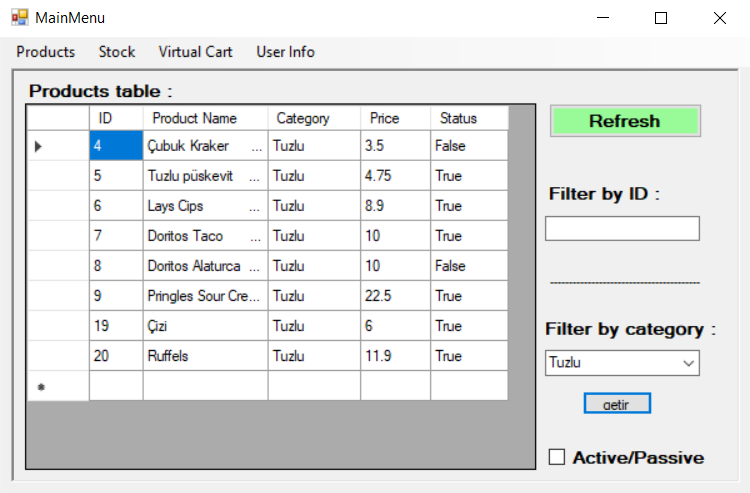 MainMenu
Products Stock Virtual Cart User Info
Products table :
ID Product Name Category Price Status
4 Çubuk Kraker ... Tuzlu 3.5 False
5 Tuzlu püskevit ... Tuzlu 4.75 True
6 Lays Cips ... Tuzlu 8.9 True
7 Doritos Taco ... Tuzlu 10 True
8 Doritos Alaturca ... Tuzlu 10 False
9 Pringles Sour Cre... Tuzlu 22.5 True
19 Çizi Tuzlu 6 True
20 Ruffels Tuzlu 11.9 True
Refresh
Filter by ID :
----------------------------------------
Filter by category :
Tuzlu
getir
Active/Passive